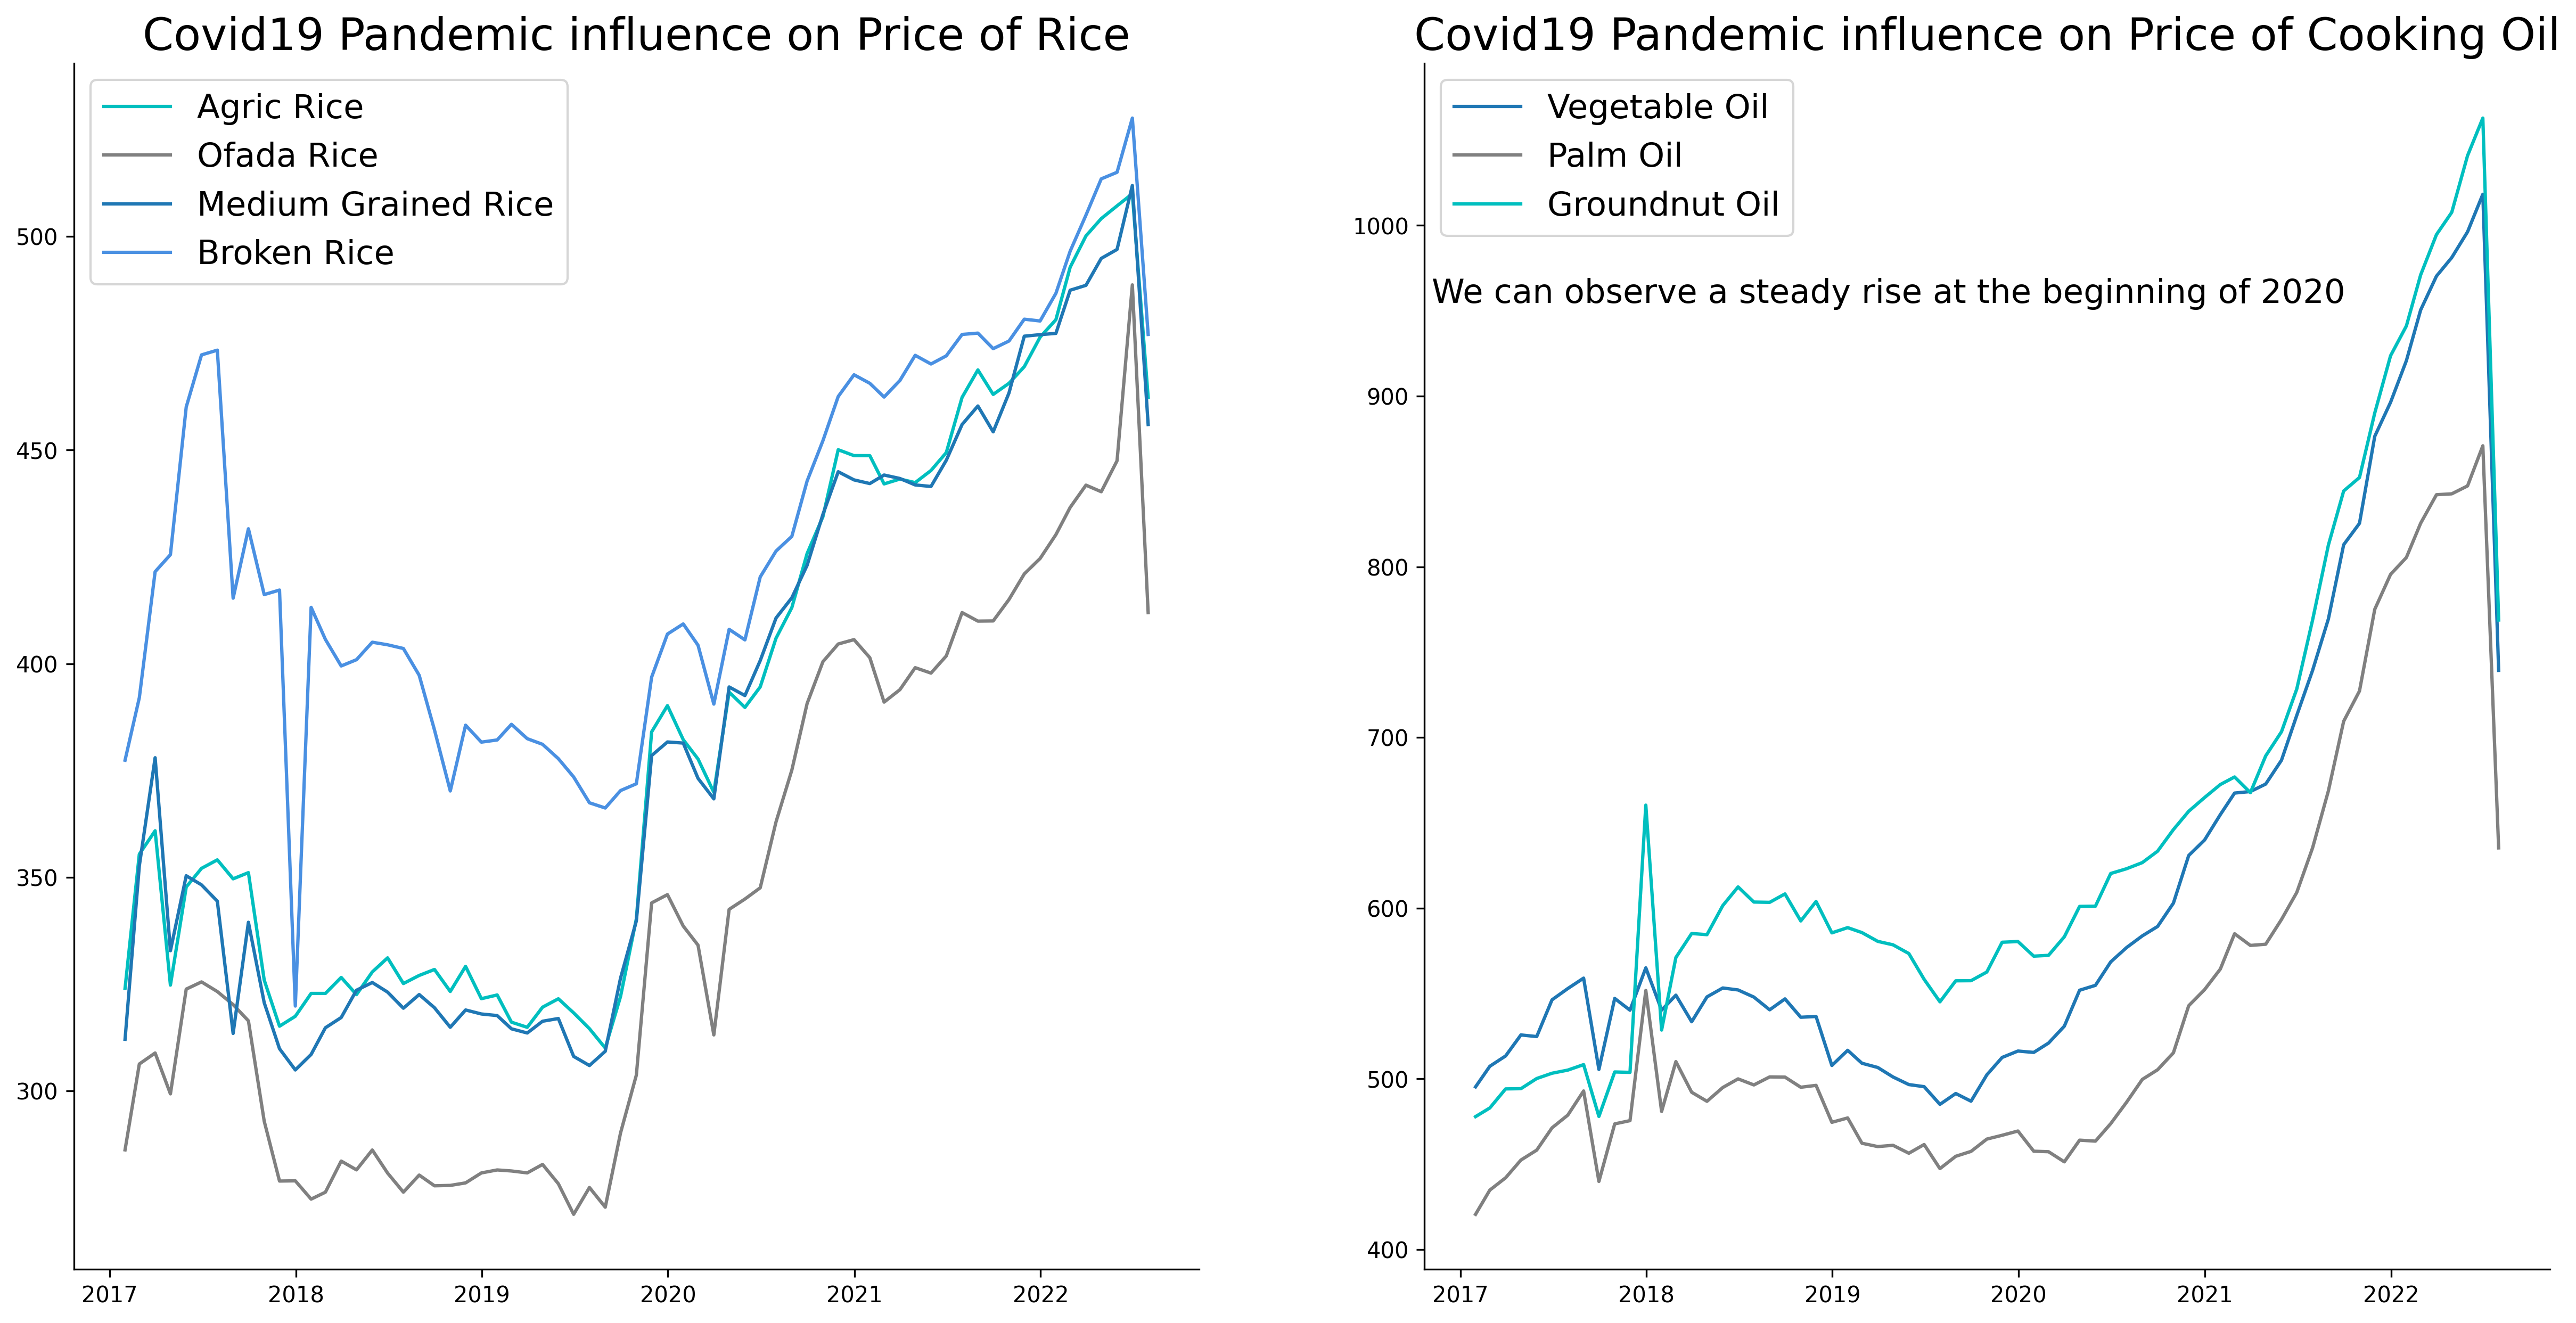 Covid19 Pandemic influence on Price of Rice
Agric Rice
Ofada Rice
Medium Grained Rice
Broken Rice
500
450
400
350
300
2017 2018 2019 2020 2021 2022
Covid19 Pandemic influence on Price of Cooking Oil
Vegetable Oil
Palm Oil
Groundnut Oil
We can observe a steady rise at the beginning of 2020
1000
900
800
700
600
500
400
2017 2018 2019 2020 2021 2022